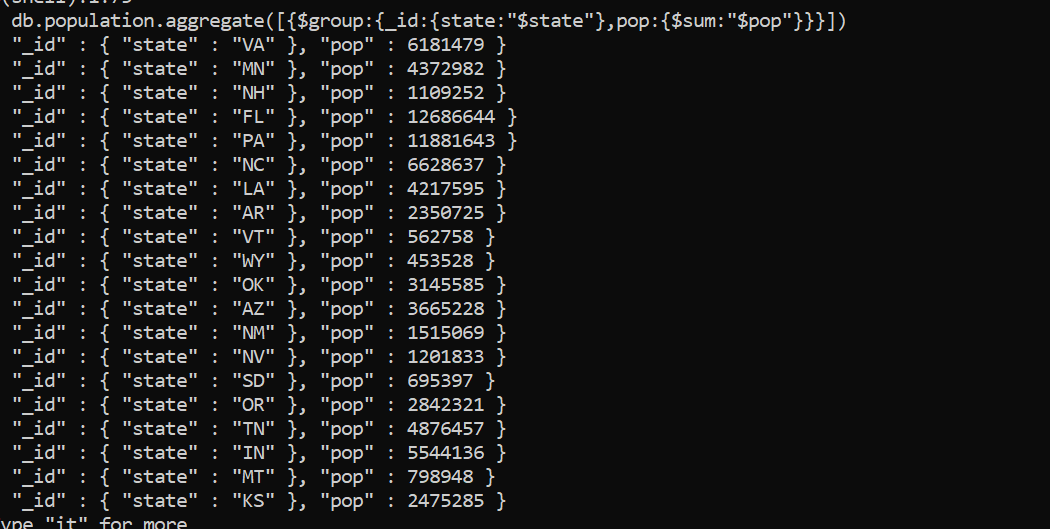 (shell):1:79
db.population.aggregate([{$group:{_id:{state:"$state"},pop:{$sum:"$pop"}}}])
"_id" : { "state" : "VA" }, "pop" : 6181479 }
"_id" : { "state" : "MN" }, "pop" : 4372982 }
"_id" : { "state" : "NH" }, "pop" : 1109252 }
"_id" : { "state" : "FL" }, "pop" : 12686644 }
"_id" : { "state" : "PA" }, "pop" : 11881643 }
"_id" : { "state" : "NC" }, "pop" : 6628637 }
"_id" : { "state" : "LA" }, "pop" : 4217595 }
"_id" : { "state" : "AR" }, "pop" : 2350725 }
"_id" : { "state" : "VT" }, "pop" : 562758 }
"_id" : { "state" : "WY" }, "pop" : 453528 }
"_id" : { "state" : "OK" }, "pop" : 3145585 }
"_id" : { "state" : "AZ" }, "pop" : 3665228 }
"_id" : { "state" : "NM" }, "pop" : 1515069 }
"_id" : { "state" : "NV" }, "pop" : 1201833 }
"_id" : { "state" : "SD" }, "pop" : 695397 }
"_id" : { "state" : "OR" }, "pop" : 2842321 }
"_id" : { "state" : "TN" }, "pop" : 4876457 }
"_id" : { "state" : "IN" }, "pop" : 5544136 }
"_id" : { "state" : "MT" }, "pop" : 798948 }
"_id" : { "state" : "KS" }, "pop" : 2475285 }
ype "it" for more